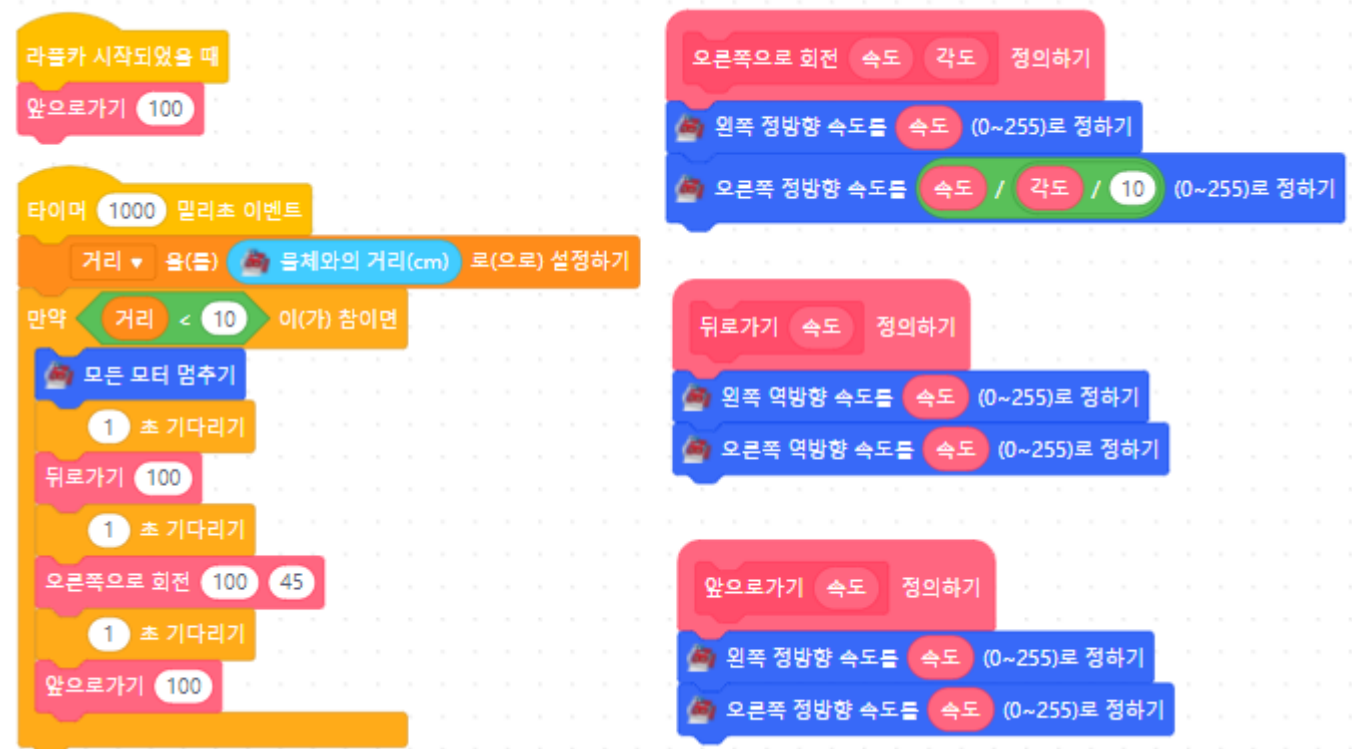 라플카 시작되었을 때
앞으로가기 100
타이머 1000 밀리초 이벤트
거리 ▼ 을(를) 물체와의 거리(cm) 로(으로) 설정하기
만약 거리 < 10 이(가) 참이면
모든 모터 멈추기
1 초 기다리기
뒤로가기 100
1 초 기다리기
오른쪽으로 회전 100 45
1 초 기다리기
앞으로가기 100
오른쪽으로 회전 속도 각도 정의하기
왼쪽 정방향 속도를 속도 (0~255)로 정하기
오른쪽 정방향 속도를 속도 / 각도 / 10 (0~255)로 정하기
뒤로가기 속도 정의하기
왼쪽 역방향 속도를 속도 (0~255)로 정하기
오른쪽 역방향 속도를 속도 (0~255)로 정하기
앞으로가기 속도 정의하기
왼쪽 정방향 속도를 속도 (0~255)로 정하기
오른쪽 정방향 속도를 속도 (0~255)로 정하기